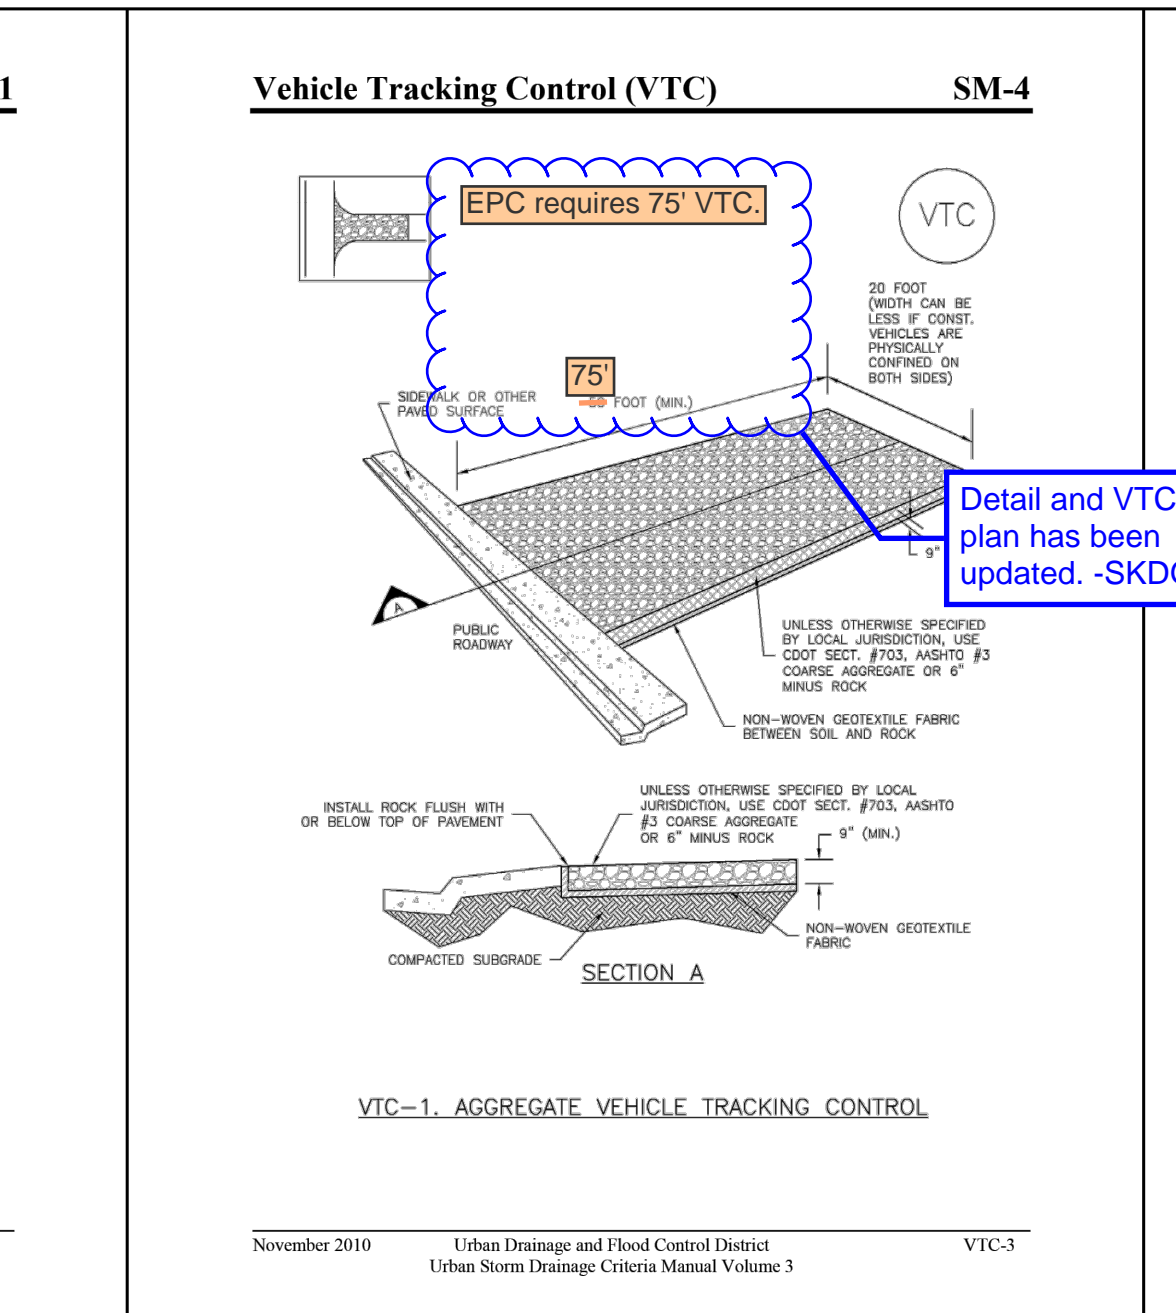 1
Vehicle Tracking Control (VTC) SM-4
EPC requires 75' VTC.
VTC
20 FOOT
(WIDTH CAN BE
LESS IF CONST.
VEHICLES ARE
PHYSICALLY
CONFINED ON
BOTH SIDES)
75'
SIDEWALK OR OTHER
PAVED SURFACE
50 FOOT (MIN.)
Detail and VTC
plan has been
updated.
9"
A
PUBLIC
ROADWAY
UNLESS OTHERWISE SPECIFIED
BY LOCAL JURISDICTION, USE
CDOT SECT. #703, AASHTO #3
COARSE AGGREGATE OR 6"
MINUS ROCK
NON-WOVEN GEOTEXTILE FABRIC
BETWEEN SOIL AND ROCK
INSTALL ROCK FLUSH WITH
OR BELOW TOP OF PAVEMENT
UNLESS OTHERWISE SPECIFIED BY LOCAL
JURISDICTION, USE CDOT SECT. #703, AASHTO
#3 COARSE AGGREGATE
OR 6" MINUS ROCK
9" (MIN.)
NON-WOVEN GEOTEXTILE
FABRIC
COMPACTED SUBGRADE
SECTION A
VTC-1. AGGREGATE VEHICLE TRACKING CONTROL
November 2010 Urban Drainage and Flood Control District VTC-3
Urban Storm Drainage Criteria Manual Volume 3